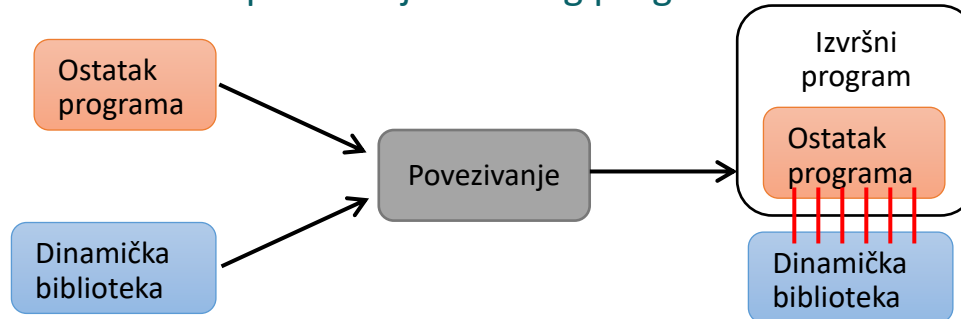 Ostatak
programa
Dinamička
biblioteka
Povezivanje
Izvršni
program
Ostatak
programa
Dinamička
biblioteka